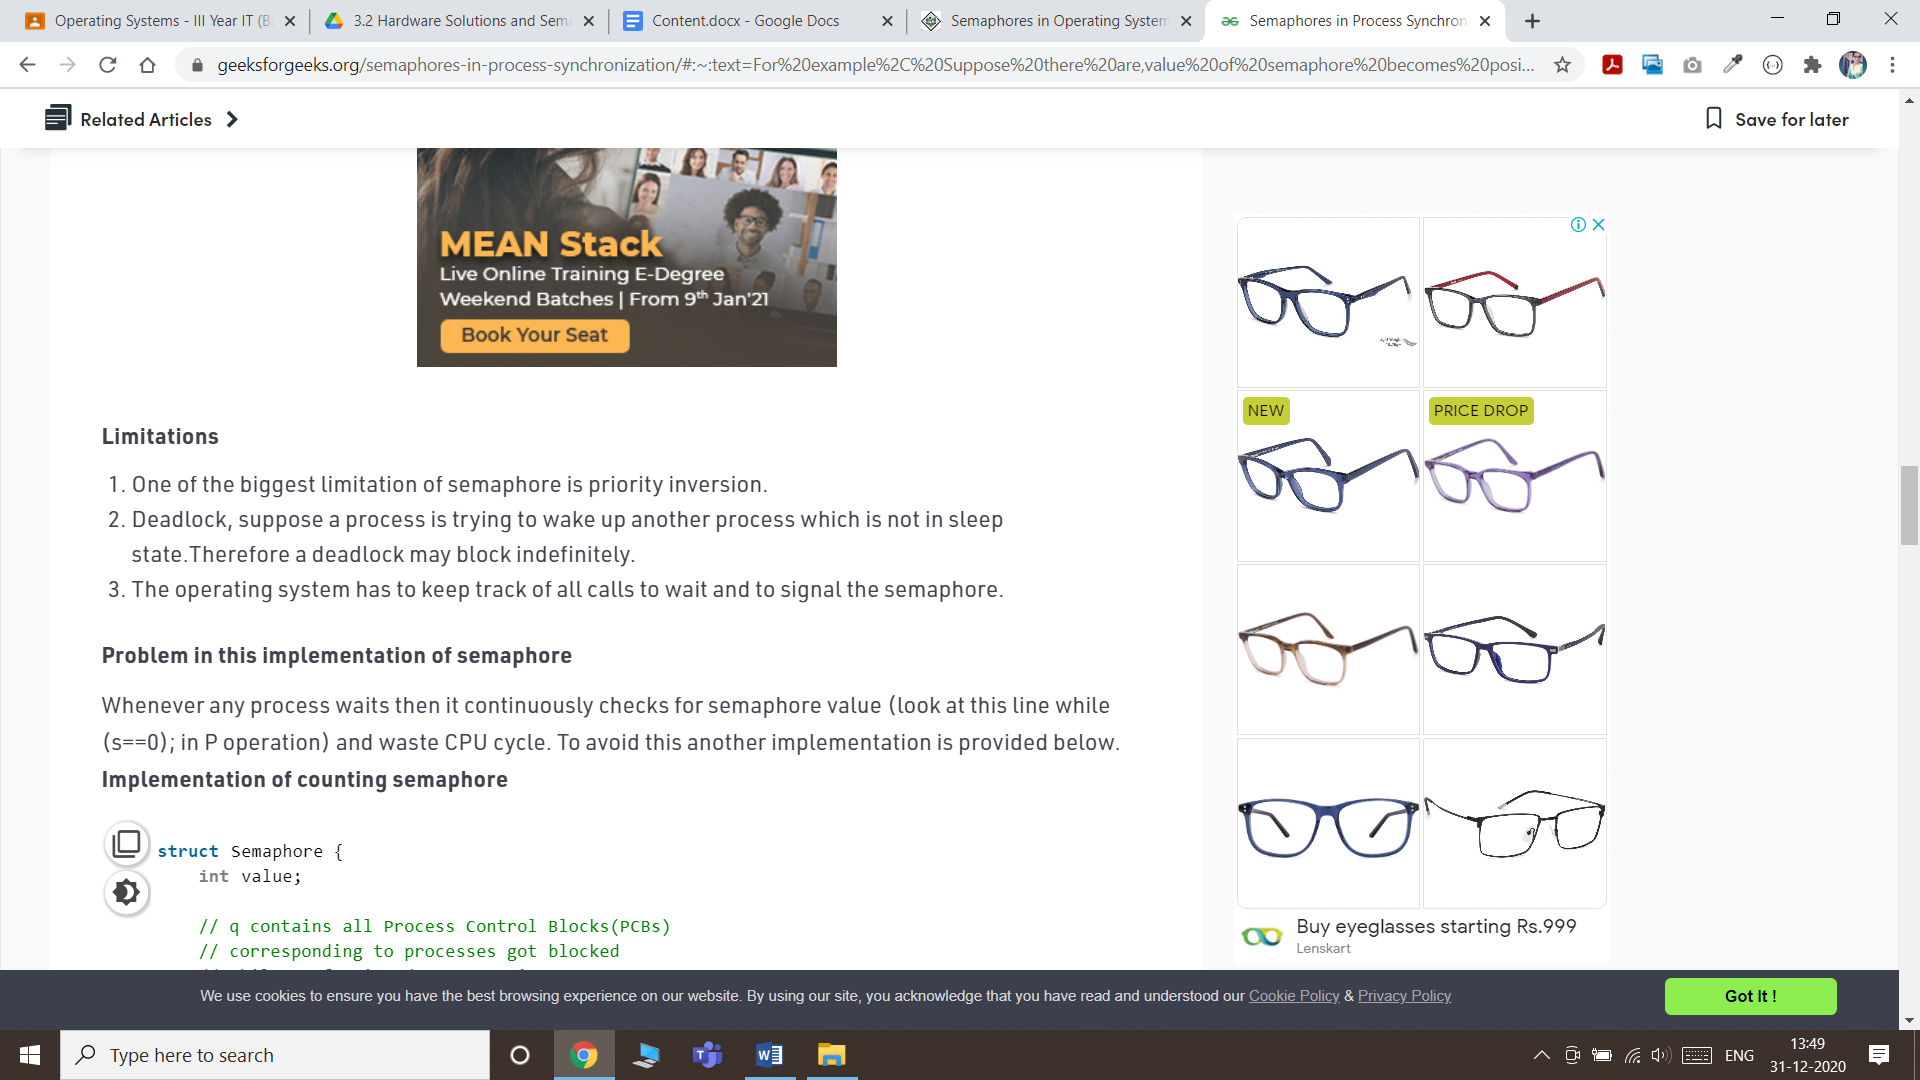 Operating Systems - III Year IT (B
3.2 Hardware Solutions and Sem
Content.docx - Google Docs
Semaphores in Operating System
Semaphores in Process Synchron
geeksforgeeks.org/semaphores-in-process-synchronization/#:~:text=For%20example%2C%20Suppose%20there%20are,value%20of%20semaphore%20becomes%20posi...
Related Articles
Save for later
MEAN Stack
Live Online Training E-Degree
Weekend Batches | From 9th Jan'21
Book Your Seat
Limitations
1. One of the biggest limitation of semaphore is priority inversion.
2. Deadlock, suppose a process is trying to wake up another process which is not in sleep
state.Therefore a deadlock may block indefinitely.
3. The operating system has to keep track of all calls to wait and to signal the semaphore.
Problem in this implementation of semaphore
Whenever any process waits then it continuously checks for semaphore value (look at this line while
(s==0); in P operation) and waste CPU cycle. To avoid this another implementation is provided below.
Implementation of counting semaphore
struct Semaphore {
int value;
// q contains all Process Control Blocks(PCBs)
// corresponding to processes got blocked
NEW
PRICE DROP
Buy eyeglasses starting Rs.999
Lenskart
We use cookies to ensure you have the best browsing experience on our website. By using our site, you acknowledge that you have read and understood our Cookie Policy & Privacy Policy
Got It !
Type here to search
ENG
13:49
31-12-2020